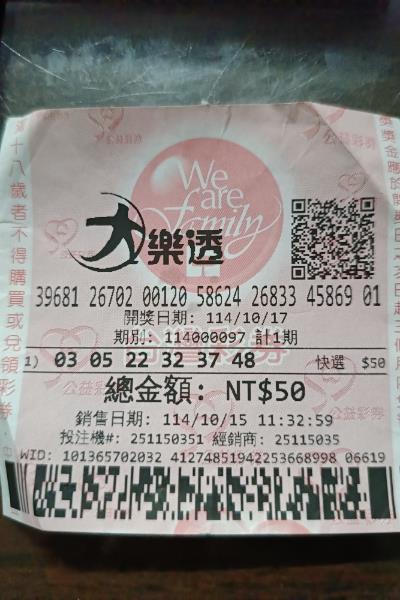 We
are
Family
大樂透
39681 26702 00120 58624 26833 45869 01
開獎日期: 114/10/17
期別: 114000097 計1期
1) 03 05 22 32 37 48 快選 $50
總金額: NT$50
銷售日期: 114/10/15 11:32:59
投注機#: 251150351 經銷商: 25115035
WID: 101365702032 41274851942253668998 06619
十八歲者不得購買或兌領彩券
公益彩券